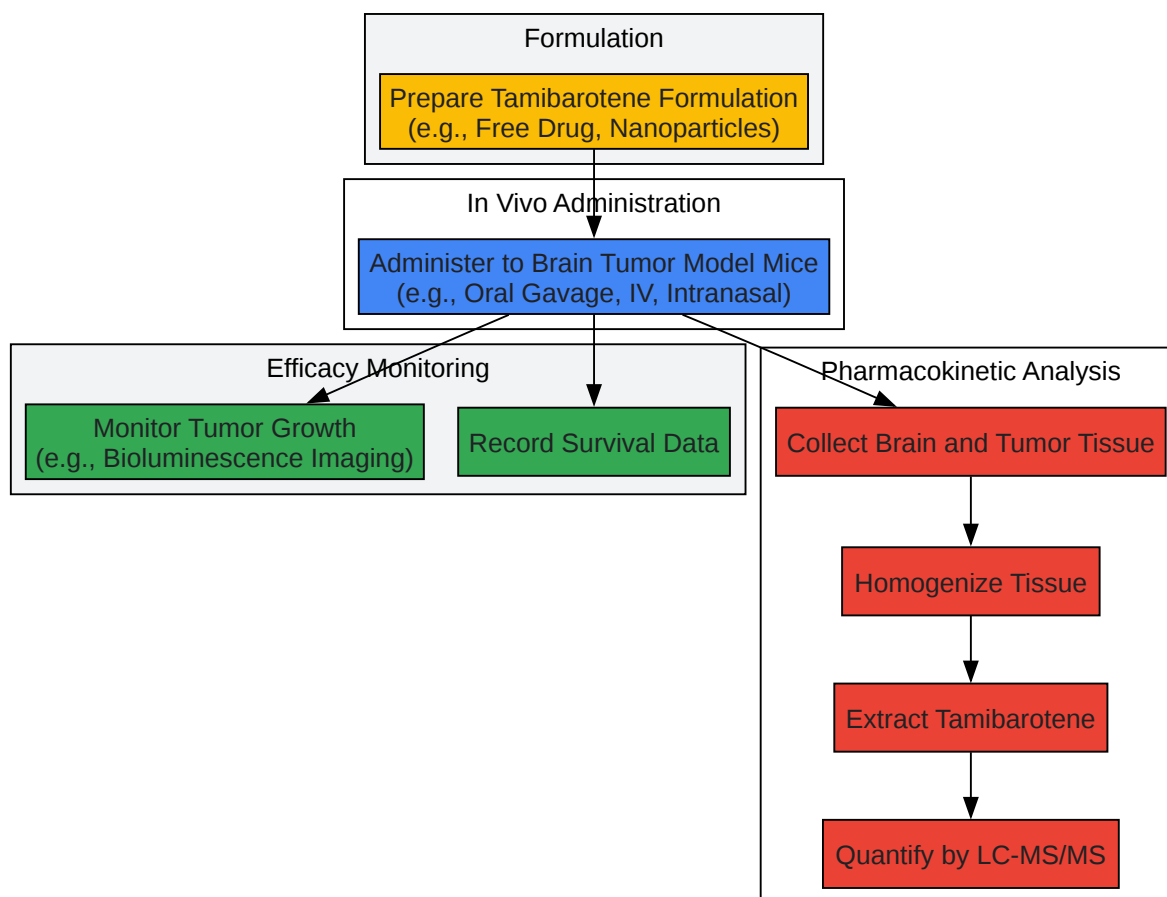 Formulation
Prepare Tamibarotene Formulation
(e.g., Free Drug, Nanoparticles)
In Vivo Administration
Administer to Brain Tumor Model Mice
(e.g., Oral Gavage, IV, Intranasal)
Efficacy Monitoring
Monitor Tumor Growth
(e.g., Bioluminescence Imaging)
Record Survival Data
Pharmacokinetic Analysis
Collect Brain and Tumor Tissue
Homogenize Tissue
Extract Tamibarotene
Quantify by LC-MS/MS